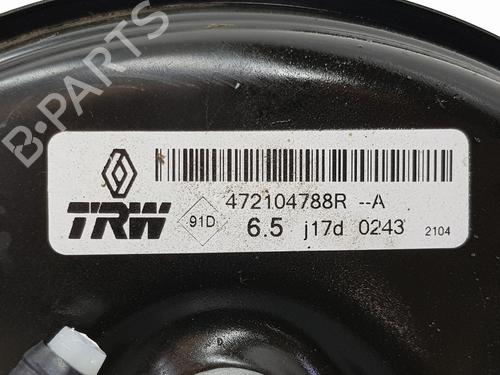 B-PARTS
TRW
91D
472104788R --A
6.5 j17d 0243 2104
D